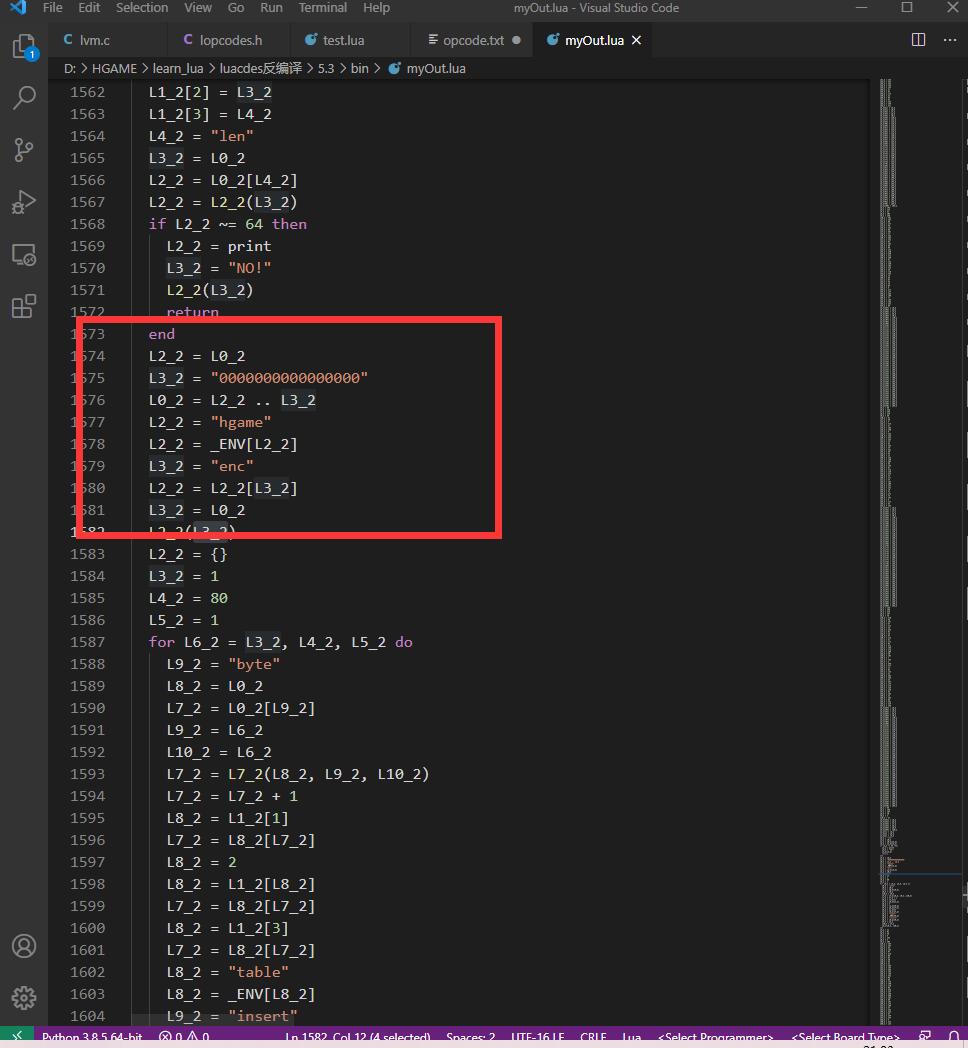 File Edit Selection View Go Run Terminal Help myOut.lua - Visual Studio Code
C lvm.c C lopcodes.h test.lua opcode.txt myOut.lua
D: > HGAME > learn_lua > luacdes反编译 > 5.3 > bin > myOut.lua
1
1562 L1_2[2] = L3_2
1563 L1_2[3] = L4_2
1564 L4_2 = "len"
1565 L3_2 = L0_2
1566 L2_2 = L0_2[L4_2]
1567 L2_2 = L2_2(L3_2)
1568 if L2_2 ~= 64 then
1569 L2_2 = print
1570 L3_2 = "NO!"
1571 L2_2(L3_2)
1572 return
1573 end
1574 L2_2 = L0_2
1575 L3_2 = "0000000000000000"
1576 L0_2 = L2_2 .. L3_2
1577 L2_2 = "hgame"
1578 L2_2 = _ENV[L2_2]
1579 L3_2 = "enc"
1580 L2_2 = L2_2[L3_2]
1581 L3_2 = L0_2
1582 L2_2(L3_2)
1583 L2_2 = {}
1584 L3_2 = 1
1585 L4_2 = 80
1586 L5_2 = 1
1587 for L6_2 = L3_2, L4_2, L5_2 do
1588 L9_2 = "byte"
1589 L8_2 = L0_2
1590 L7_2 = L0_2[L9_2]
1591 L9_2 = L6_2
1592 L10_2 = L6_2
1593 L7_2 = L7_2(L8_2, L9_2, L10_2)
1594 L7_2 = L7_2 + 1
1595 L8_2 = L1_2[1]
1596 L7_2 = L8_2[L7_2]
1597 L8_2 = 2
1598 L8_2 = L1_2[L8_2]
1599 L7_2 = L8_2[L7_2]
1600 L8_2 = L1_2[3]
1601 L7_2 = L8_2[L7_2]
1602 L8_2 = "table"
1603 L8_2 = _ENV[L8_2]
1604 L9_2 = "insert"
Python 3.8.5 64-bit 0 0 Ln 1582, Col 12 (4 selected) Spaces: 2 UTF-16 LE CRLF Lua <Select Programmer> <Select Board Type>